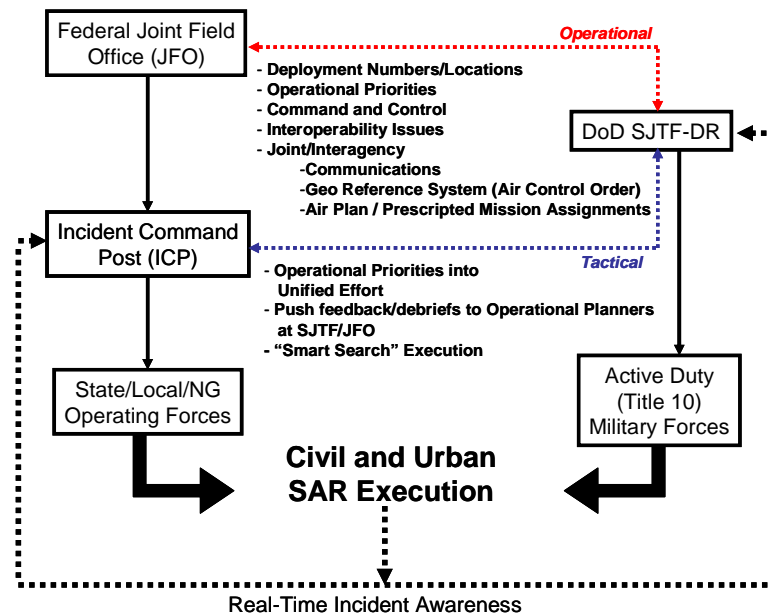 Federal Joint Field
Office (JFO)
Operational
- Deployment Numbers/Locations
- Operational Priorities
- Command and Control
- Interoperability Issues
- Joint/Interagency
-Communications
-Geo Reference System (Air Control Order)
-Air Plan / Prescripted Mission Assignments
DoD SJTF-DR
Incident Command
Post (ICP)
Tactical
- Operational Priorities into
Unified Effort
- Push feedback/debriefs to Operational Planners
at SJTF/JFO
- “Smart Search” Execution
State/Local/NG
Operating Forces
Active Duty
(Title 10)
Military Forces
Civil and Urban
SAR Execution
Real-Time Incident Awareness